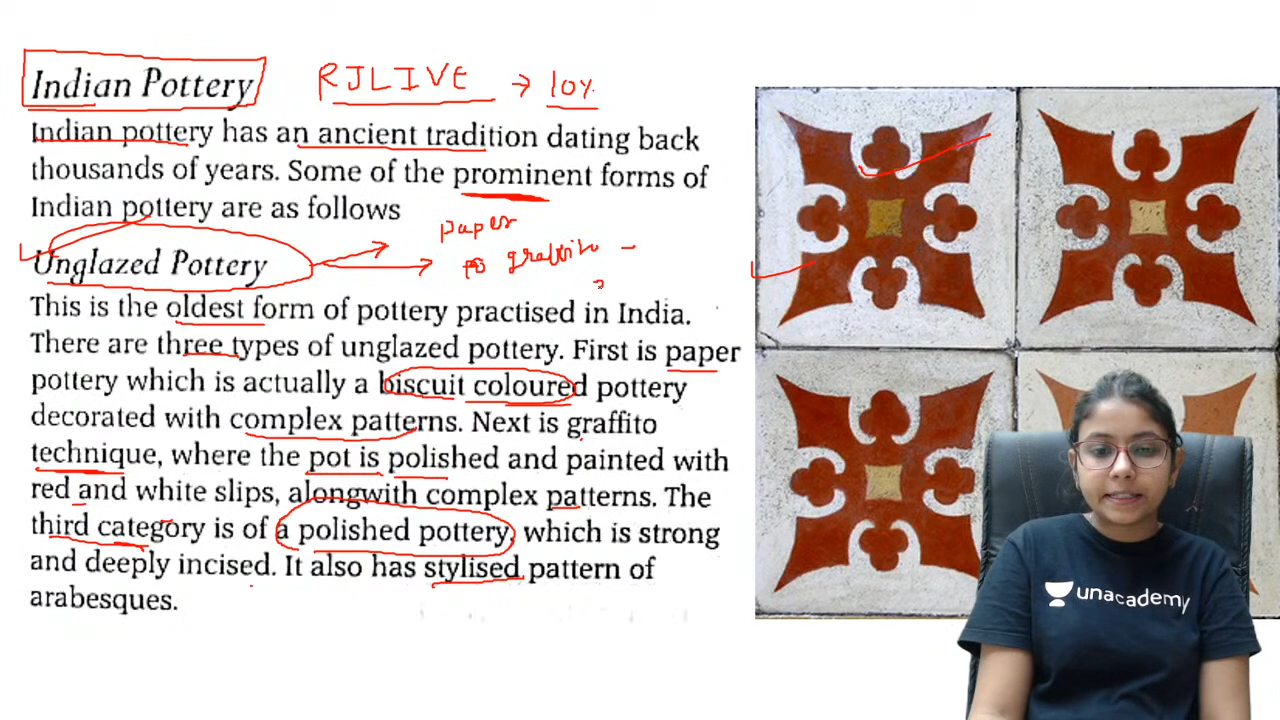 Indian Pottery RJLIVE → 10%
Indian pottery has an ancient tradition dating back
thousands of years. Some of the prominent forms of
Indian pottery are as follows
paper
Unglazed Pottery graffito
This is the oldest form of pottery practised in India.
There are three types of unglazed pottery. First is paper
pottery which is actually a biscuit coloured pottery
decorated with complex patterns. Next is graffito
technique, where the pot is polished and painted with
red and white slips, alongwith complex patterns. The
third category is of a polished pottery, which is strong
and deeply incised. It also has stylised pattern of
arabesques.
unacademy